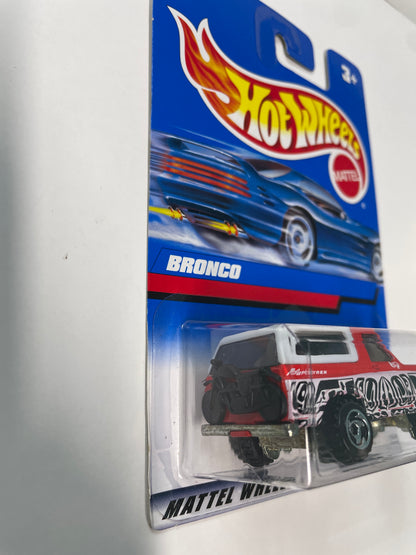 3+
HOT WHEELS
MATTEL
BRONCO
MATTEL WHEE